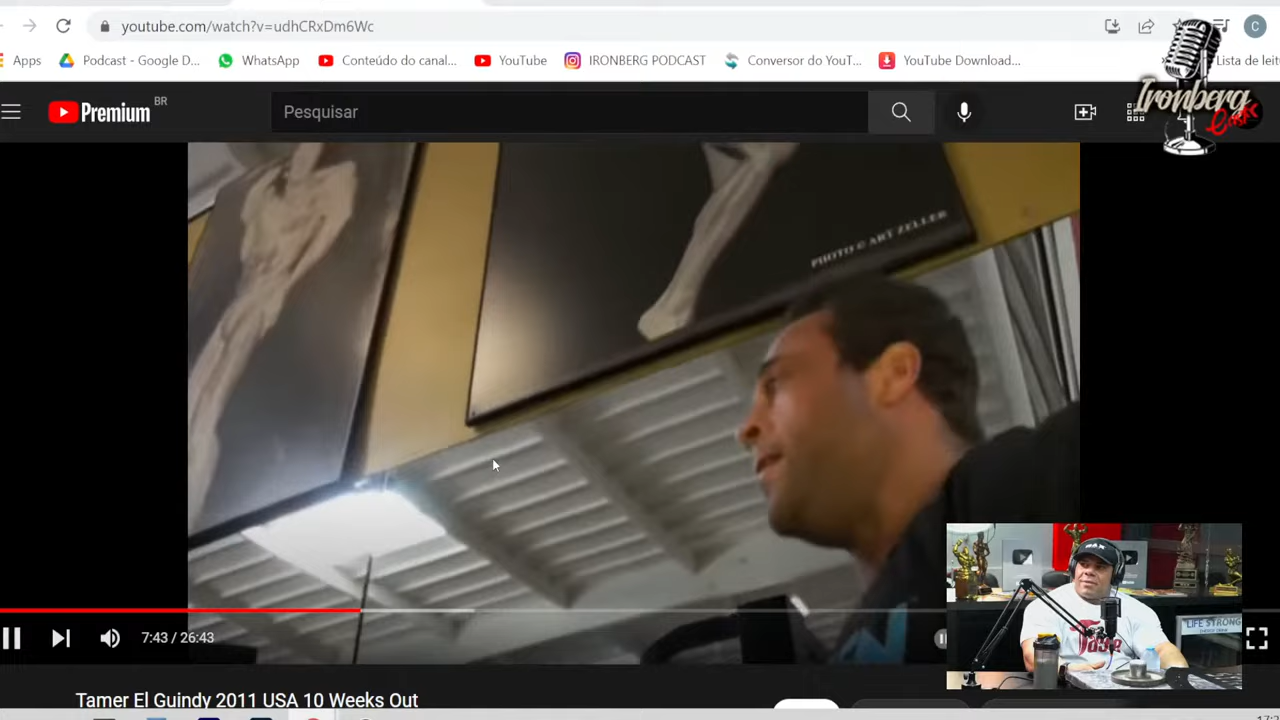 youtube.com/watch?v=udhCRxDm6Wc
C
Apps
Podcast - Google D...
WhatsApp
Conteúdo do canal...
YouTube
IRONBERG PODCAST
Conversor do YouT...
YouTube Download...
»
Lista de leit
Ironberg
Cast
Premium BR
Pesquisar
PHOTO © ART ZELLER
7:43 / 26:43
LIFE STRONG
Tamer El Guindy 2011 USA 10 Weeks Out